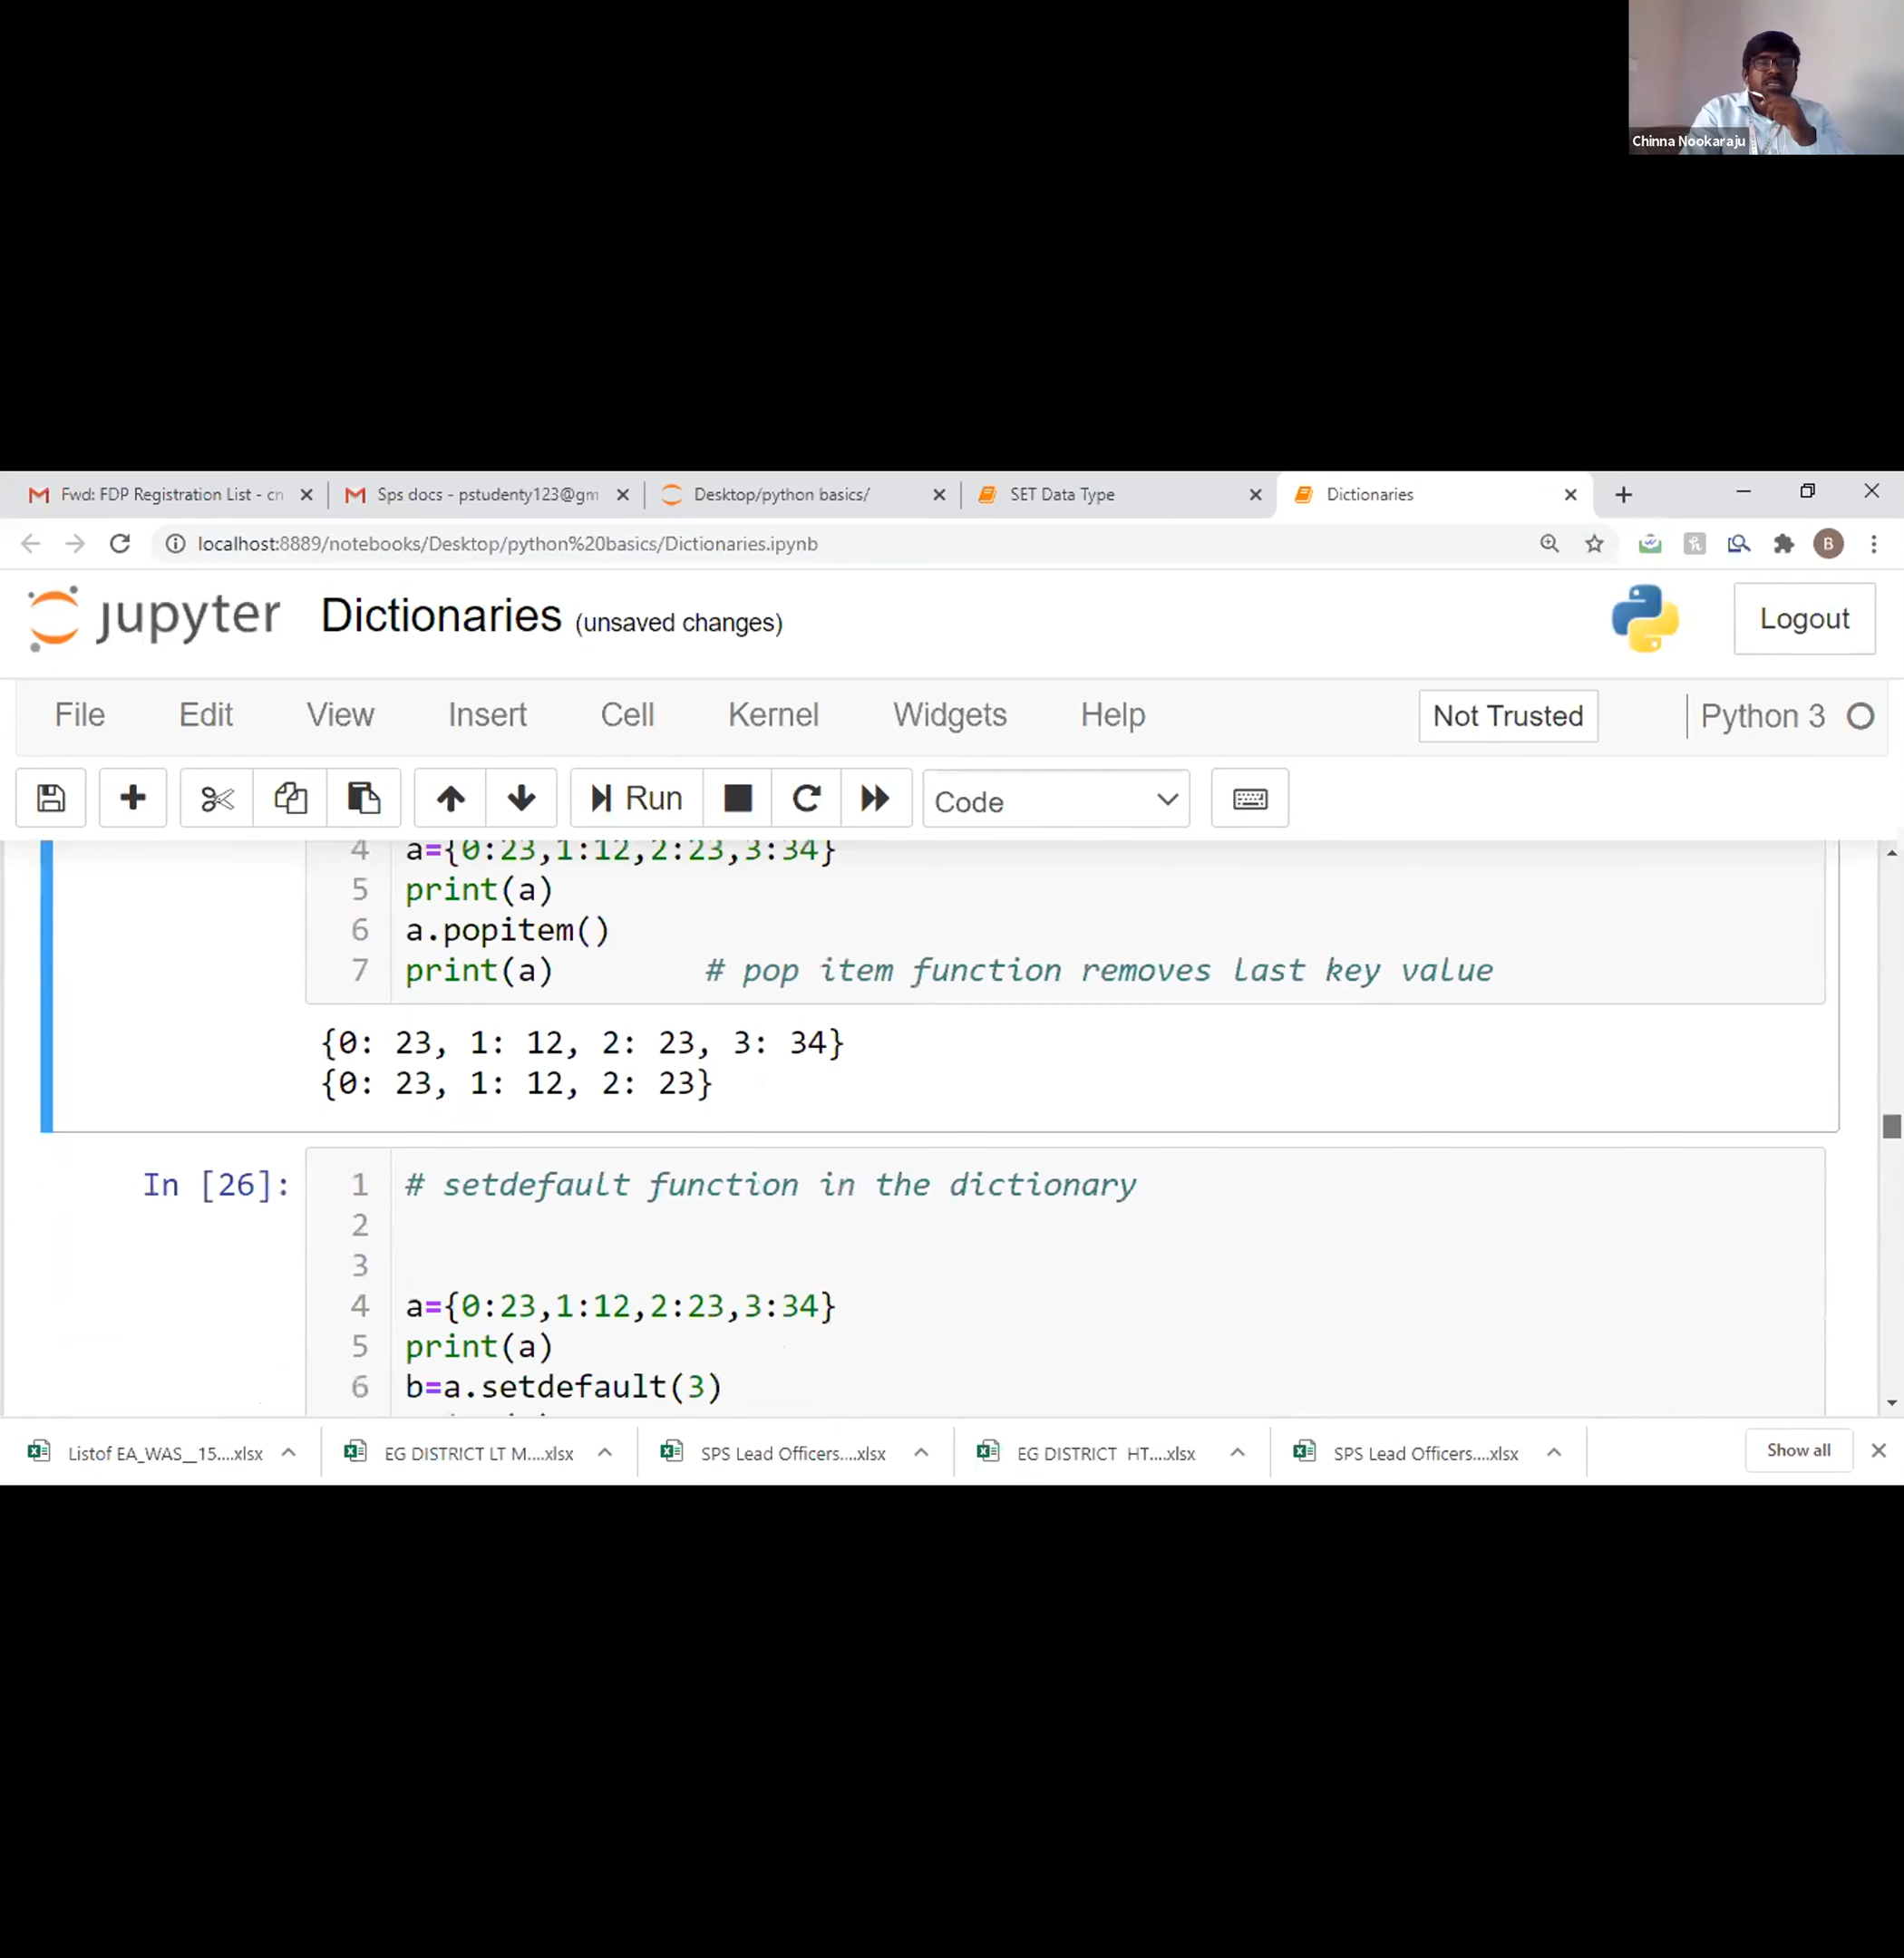 Chinna Nookaraju
Fwd: FDP Registration List - cn
Sps docs - pstudenty123@gm
Desktop/python basics/
SET Data Type
Dictionaries
localhost:8889/notebooks/Desktop/python%20basics/Dictionaries.ipynb
B
jupyter Dictionaries (unsaved changes)
Logout
File Edit View Insert Cell Kernel Widgets Help
Not Trusted
Python 3
Run
Code
4 a={0:23,1:12,2:23,3:34}
5 print(a)
6 a.popitem()
7 print(a) # pop item function removes last key value
{0: 23, 1: 12, 2: 23, 3: 34}
{0: 23, 1: 12, 2: 23}
In [26]:
1 # setdefault function in the dictionary
2
3
4 a={0:23,1:12,2:23,3:34}
5 print(a)
6 b=a.setdefault(3)
Listof EA_WAS__15....xlsx
EG DISTRICT LT M....xlsx
SPS Lead Officers....xlsx
EG DISTRICT HT....xlsx
SPS Lead Officers....xlsx
Show all